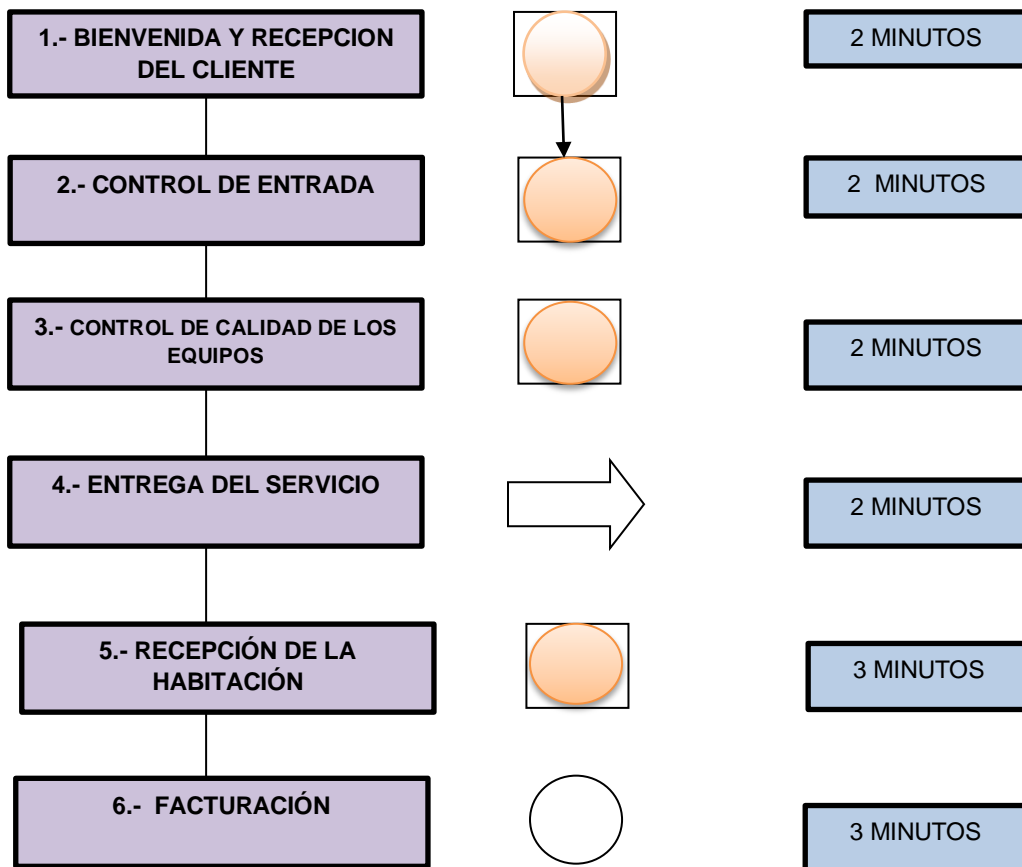 1.- BIENVENIDA Y RECEPCION
DEL CLIENTE
2 MINUTOS
2.- CONTROL DE ENTRADA
2 MINUTOS
3.- CONTROL DE CALIDAD DE LOS
EQUIPOS
2 MINUTOS
4.- ENTREGA DEL SERVICIO
2 MINUTOS
5.- RECEPCIÓN DE LA
HABITACIÓN
3 MINUTOS
6.- FACTURACIÓN
3 MINUTOS